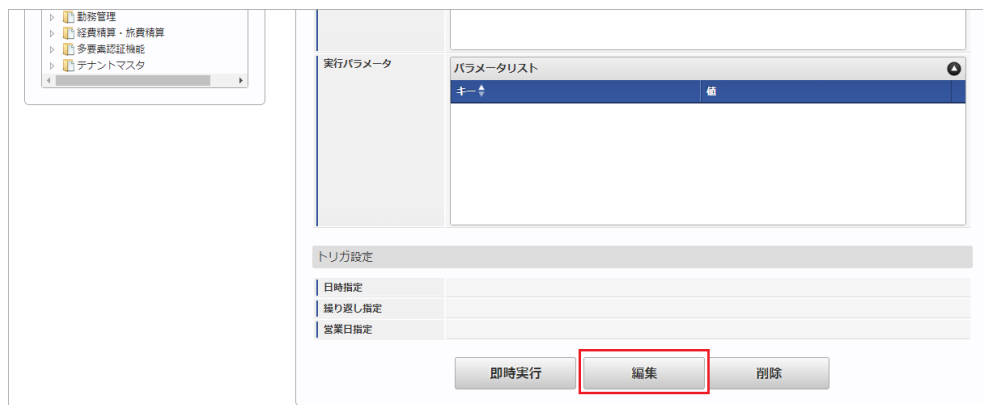 勤務管理
経費精算・旅費精算
多要素認証機能
テナントマスタ
実行パラメータ
パラメータリスト
キー
値
トリガ設定
日時指定
繰り返し指定
営業日指定
即時実行
編集
削除